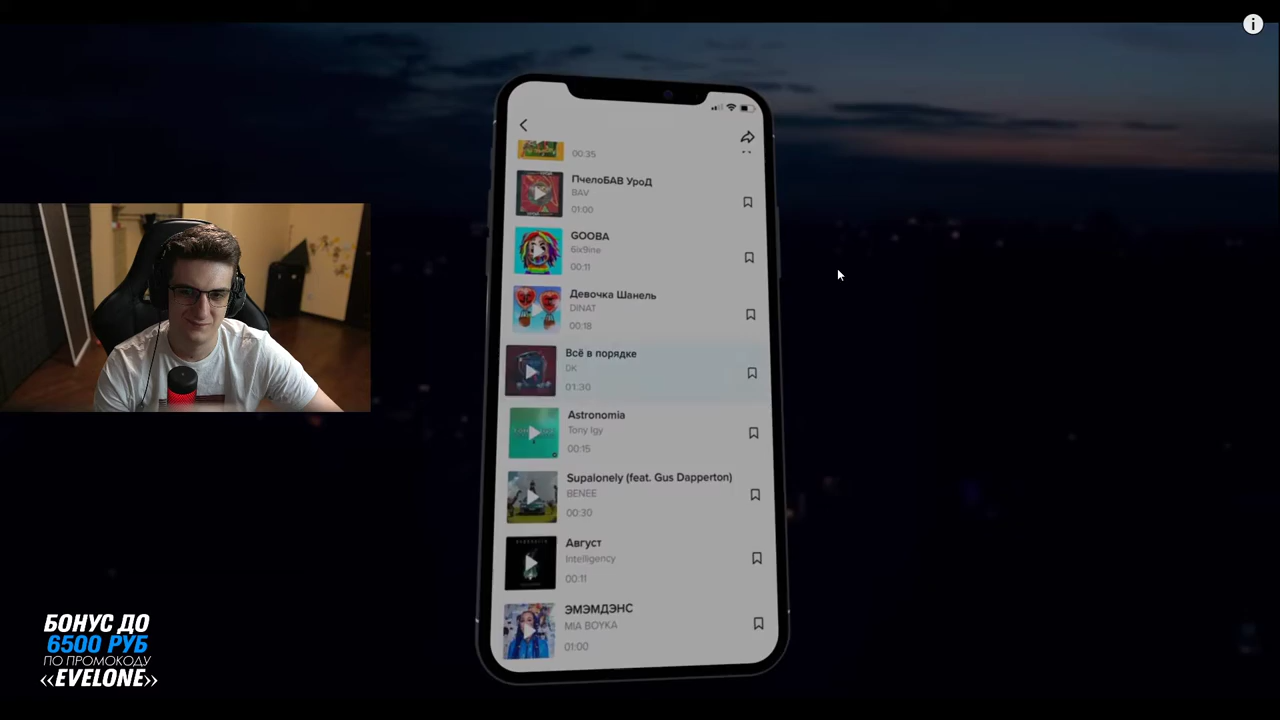 00:35
ПчелоБАВ УроД
BAV
01:00
GOOBA
6ix9ine
00:11
Девочка Шанель
DINAT
00:18
Всё в порядке
DK
01:30
Astronomia
Tony Igy
00:15
Supalonely (feat. Gus Dapperton)
BENEE
00:30
Август
Intelligency
00:11
ЭМЭМДЭНС
MIA BOYKA
01:00
БОНУС ДО
6500 РУБ
ПО ПРОМОКОДУ
«EVELONE»